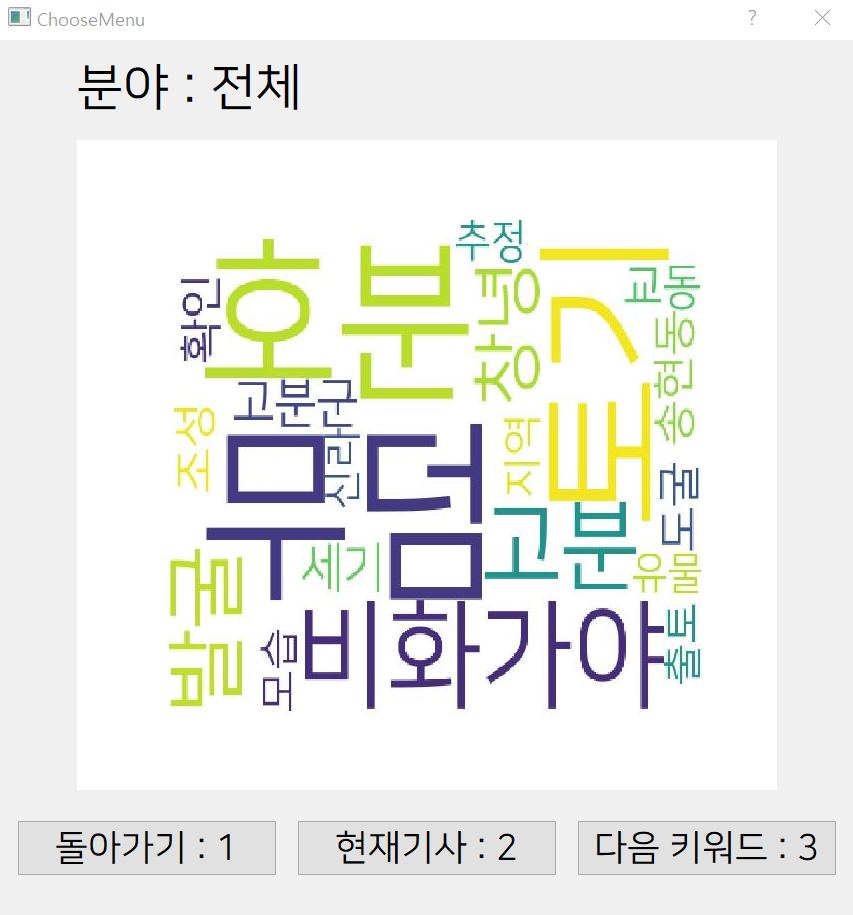 ChooseMenu
분야 : 전체
추정
호분
토기
확인
창녕
교동
송현동
고분군
조성
신라
무덤
지역
도굴
고분
발굴
세기
유물
모습
비화가야
출토
돌아가기 : 1
현재기사 : 2
다음 키워드 : 3